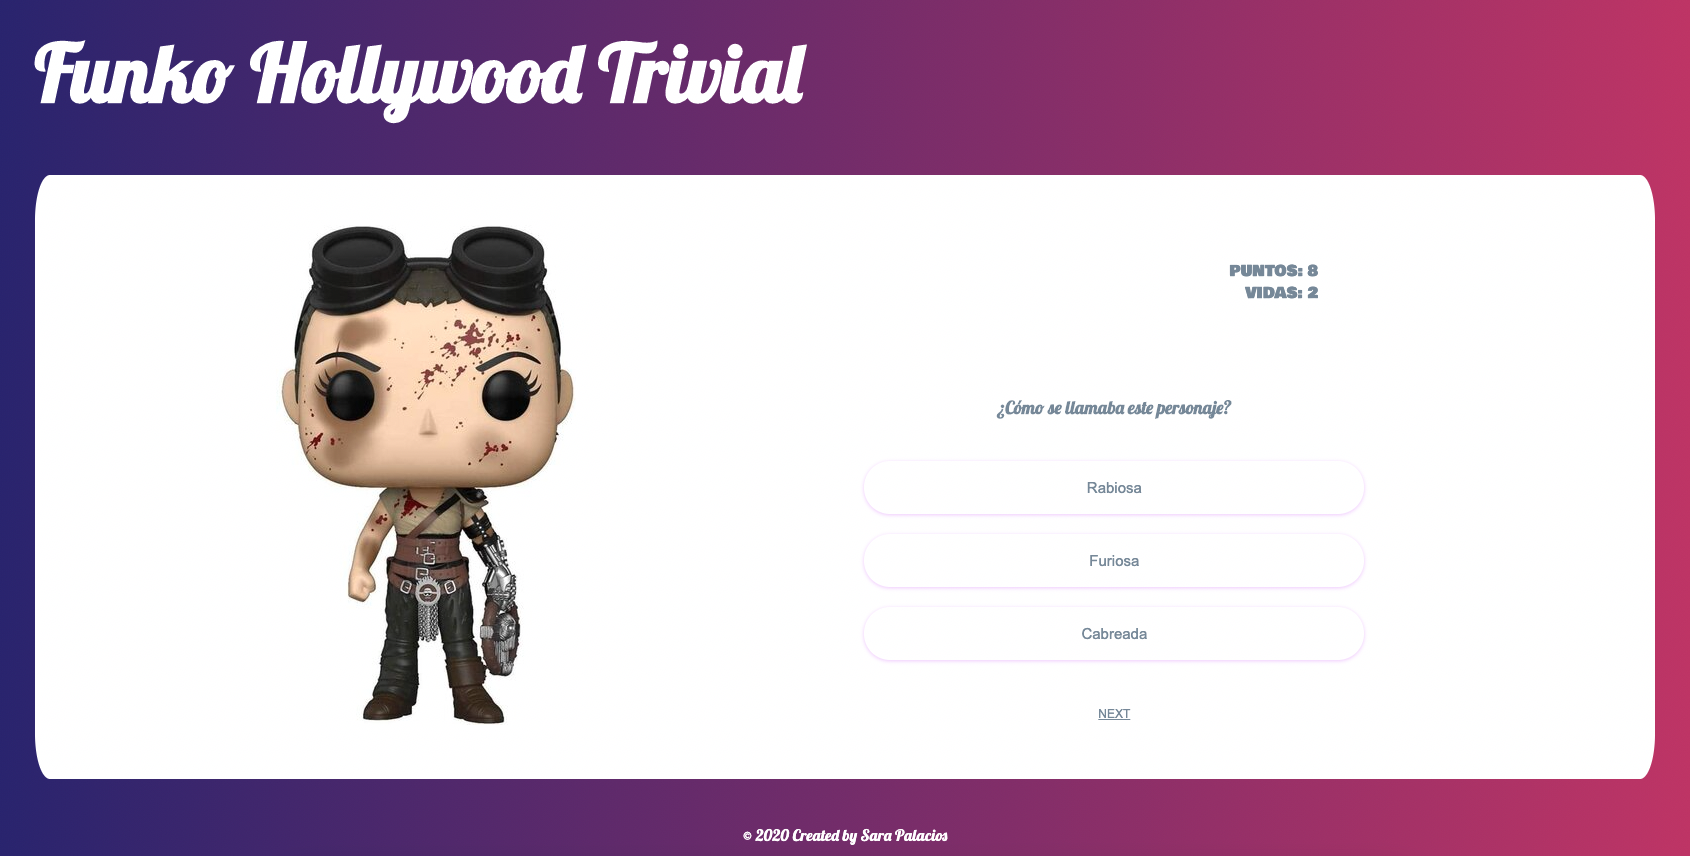 Funko Hollywood Trivial
PUNTOS: 8
VIDAS: 2
¿Cómo se llamaba este personaje?
Rabiosa
Furiosa
Cabreada
NEXT
© 2020 Created by Sara Palacios